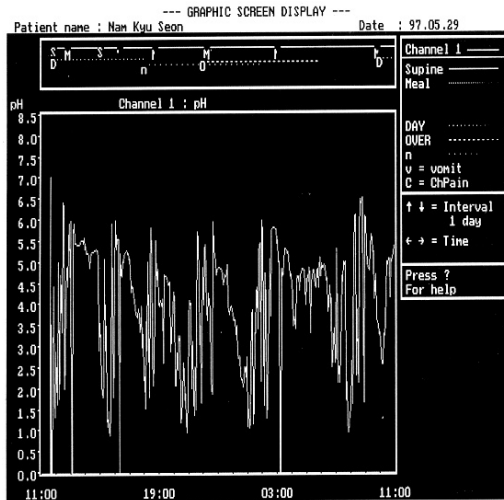 --- GRAPHIC SCREEN DISPLAY ---
Patient name : Nam Kyu Seon Date : 97.05.29
S M S ' ↑ M ↑
D n O D
Channel 1
Supine
Meal
DAY
OVER
n
v = vomit
C = ChPain
↑ ↓ = Interval
1 day
← → = Time
Press ?
For help
pH Channel 1 : pH
8.5
8.0
7.5
7.0
6.5
6.0
5.5
5.0
4.5
4.0
3.5
3.0
2.5
2.0
1.5
1.0
0.5
0.0
11:00 19:00 03:00 11:00